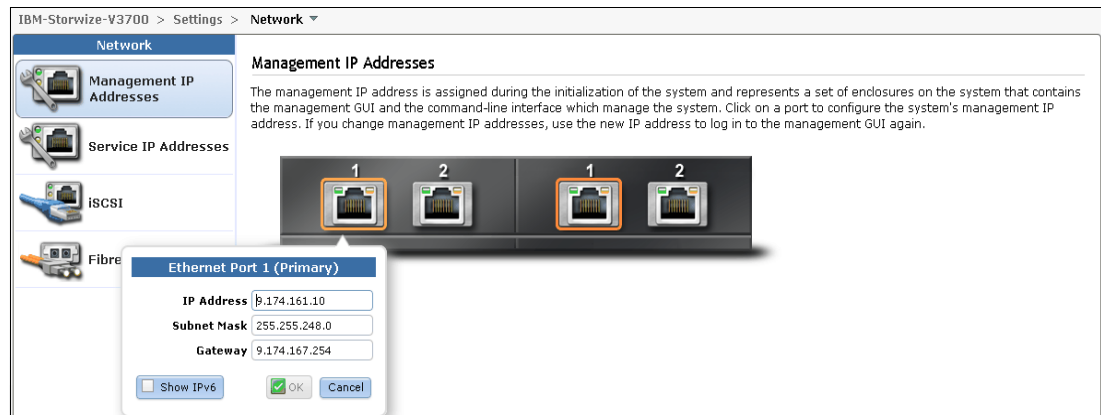 IBM-Storwize-V3700 > Settings > Network
Network
Management IP
Addresses
Service IP Addresses
iSCSI
Fibre
Management IP Addresses
The management IP address is assigned during the initialization of the system and represents a set of enclosures on the system that contains
the management GUI and the command-line interface which manage the system. Click on a port to configure the system's management IP
address. If you change management IP addresses, use the new IP address to log in to the management GUI again.
1 2 1 2
Ethernet Port 1 (Primary)
IP Address 9.174.161.10
Subnet Mask 255.255.248.0
Gateway 9.174.167.254
Show IPv6 OK Cancel